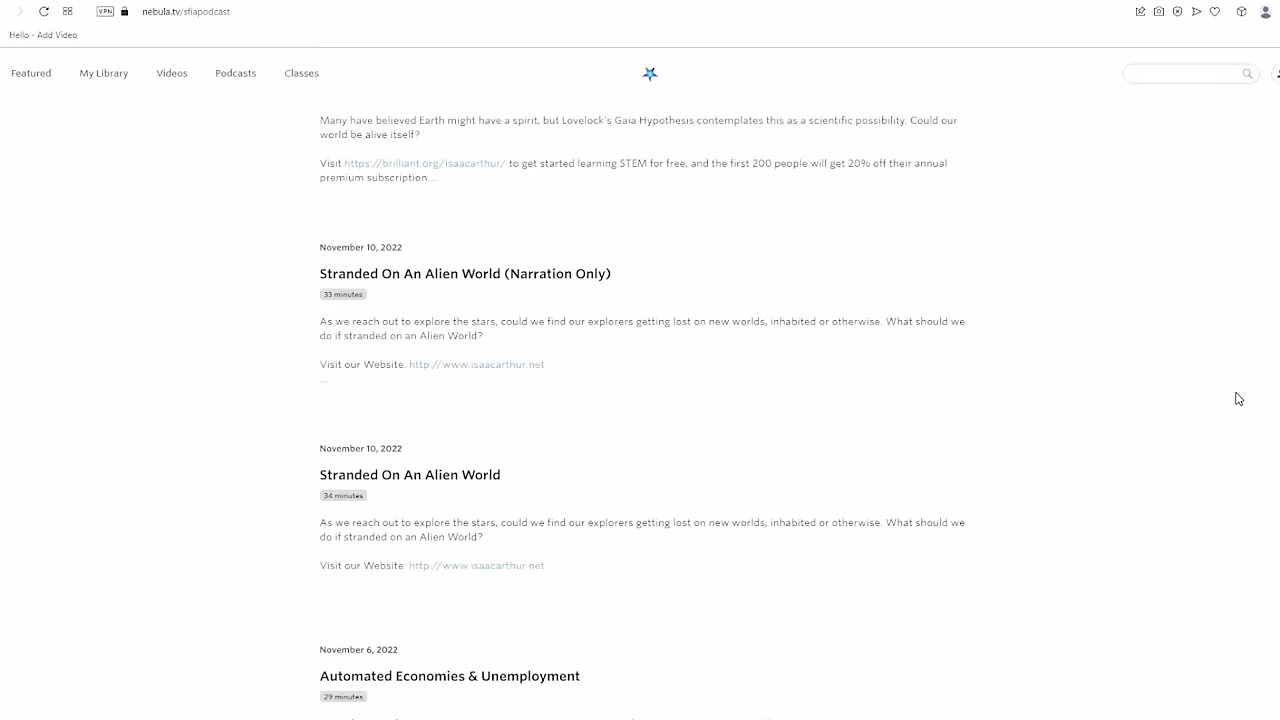 VPN
nebula.tv/sfiapodcast
Hello - Add Video
Featured
My Library
Videos
Podcasts
Classes
Many have believed Earth might have a spirit, but Lovelock's Gaia Hypothesis contemplates this as a scientific possibility. Could our
world be alive itself?
Visit https://brilliant.org/isaacarthur/ to get started learning STEM for free, and the first 200 people will get 20% off their annual
premium subscription....
November 10, 2022
Stranded On An Alien World (Narration Only)
33 minutes
As we reach out to explore the stars, could we find our explorers getting lost on new worlds, inhabited or otherwise. What should we
do if stranded on an Alien World?
Visit our Website: http://www.isaacarthur.net
...
November 10, 2022
Stranded On An Alien World
34 minutes
As we reach out to explore the stars, could we find our explorers getting lost on new worlds, inhabited or otherwise. What should we
do if stranded on an Alien World?
Visit our Website: http://www.isaacarthur.net
November 6, 2022
Automated Economies & Unemployment
29 minutes